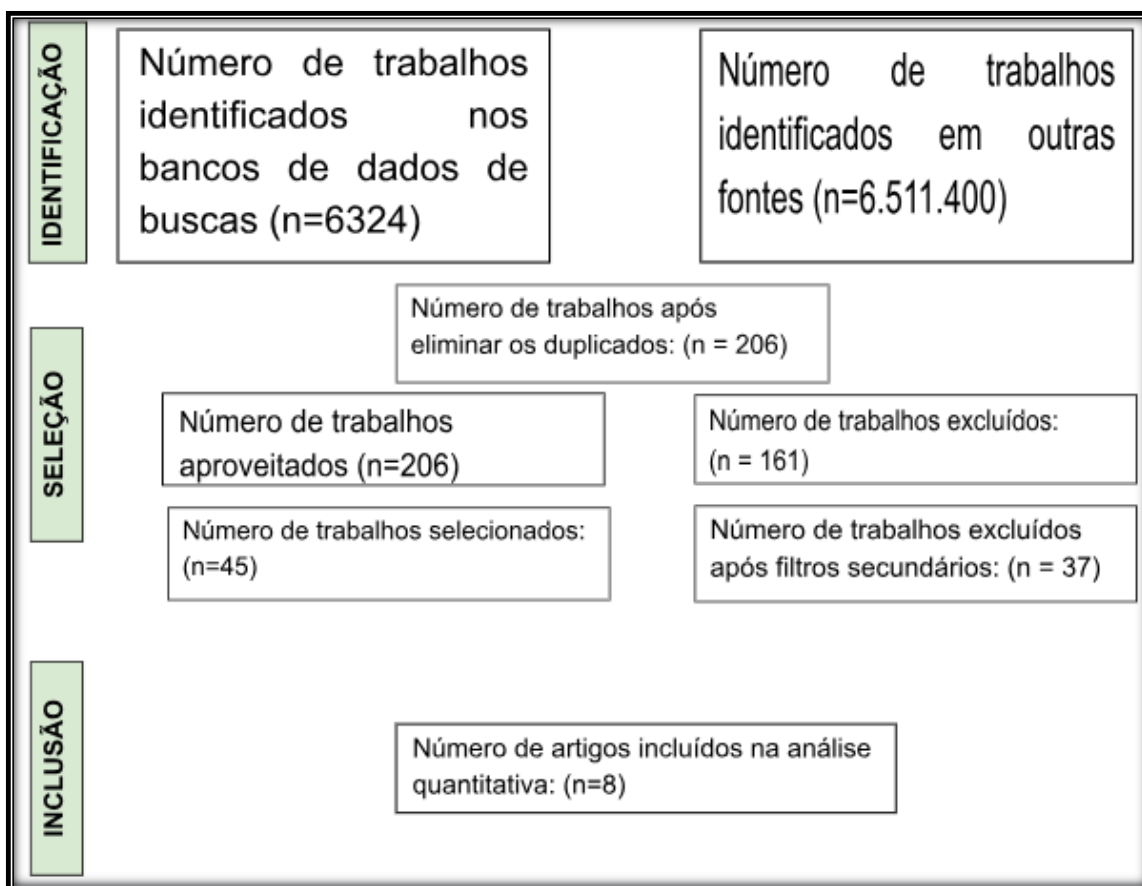 IDENTIFICAÇÃO
Número de trabalhos
identificados nos
bancos de dados de
buscas (n=6324)
Número de trabalhos
identificados em outras
fontes (n=6.511.400)
SELEÇÃO
Número de trabalhos após
eliminar os duplicados: (n = 206)
Número de trabalhos
aproveitados (n=206)
Número de trabalhos excluídos:
(n = 161)
Número de trabalhos selecionados:
(n=45)
Número de trabalhos excluídos
após filtros secundários: (n = 37)
INCLUSÃO
Número de artigos incluídos na análise
quantitativa: (n=8)